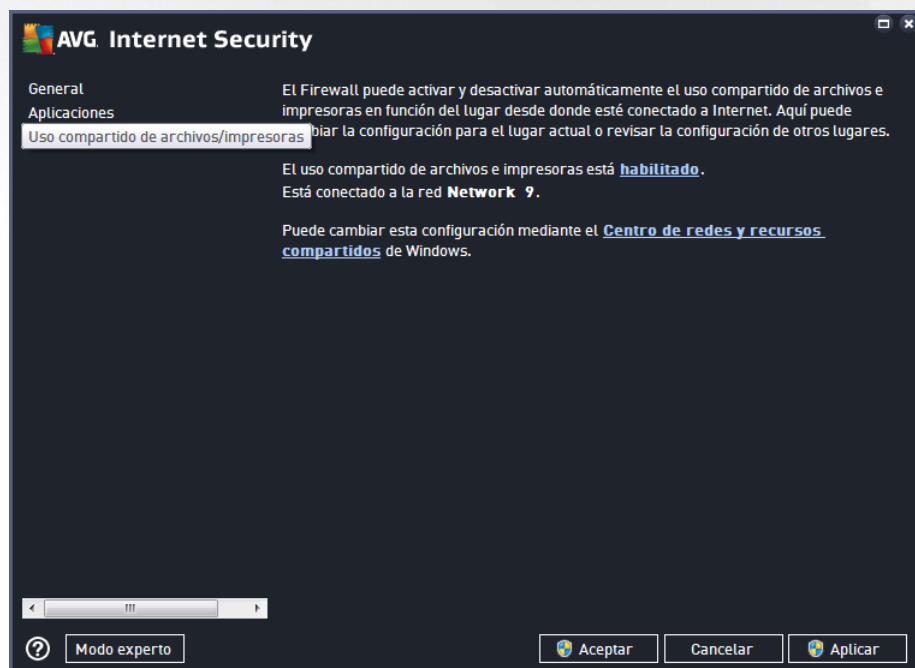 AVG. Internet Security
General
Aplicaciones
Uso compartido de archivos/impresoras
El Firewall puede activar y desactivar automáticamente el uso compartido de archivos e
impresoras en función del lugar desde donde esté conectado a Internet. Aquí puede
la configuración para el lugar actual o revisar la configuración de otros lugares.
El uso compartido de archivos e impresoras está habilitado.
Está conectado a la red Network 9.
Puede cambiar esta configuración mediante el Centro de redes y recursos
compartidos de Windows.
Modo experto
Aceptar
Cancelar
Aplicar